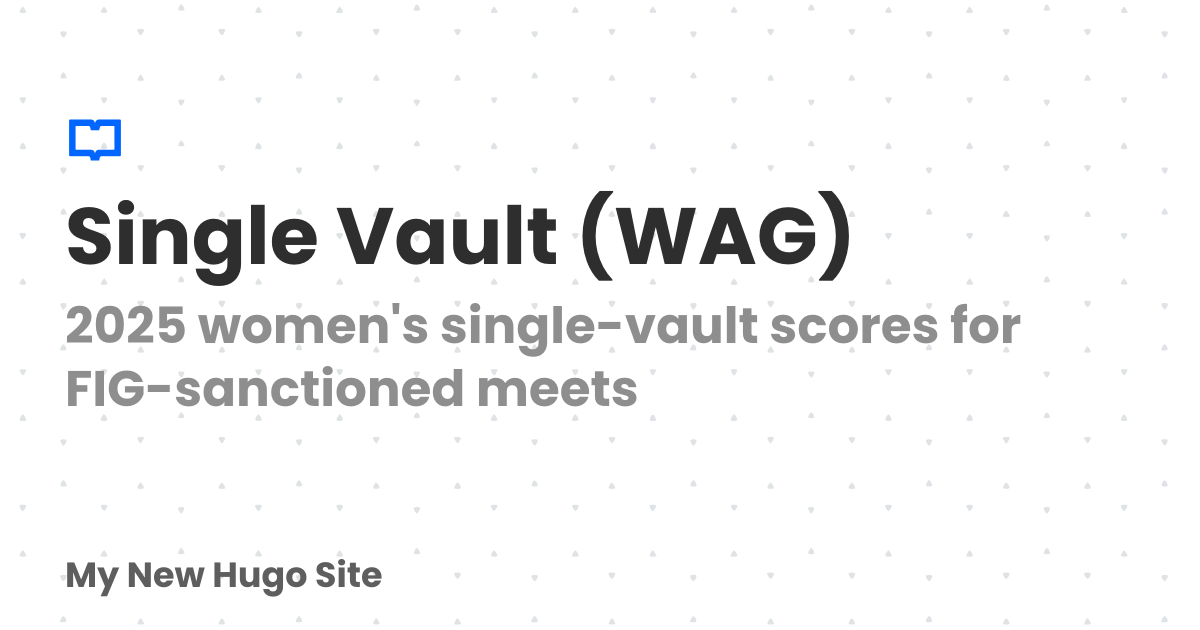 Single Vault (WAG)
2025 women's single-vault scores for
FIG-sanctioned meets
My New Hugo Site